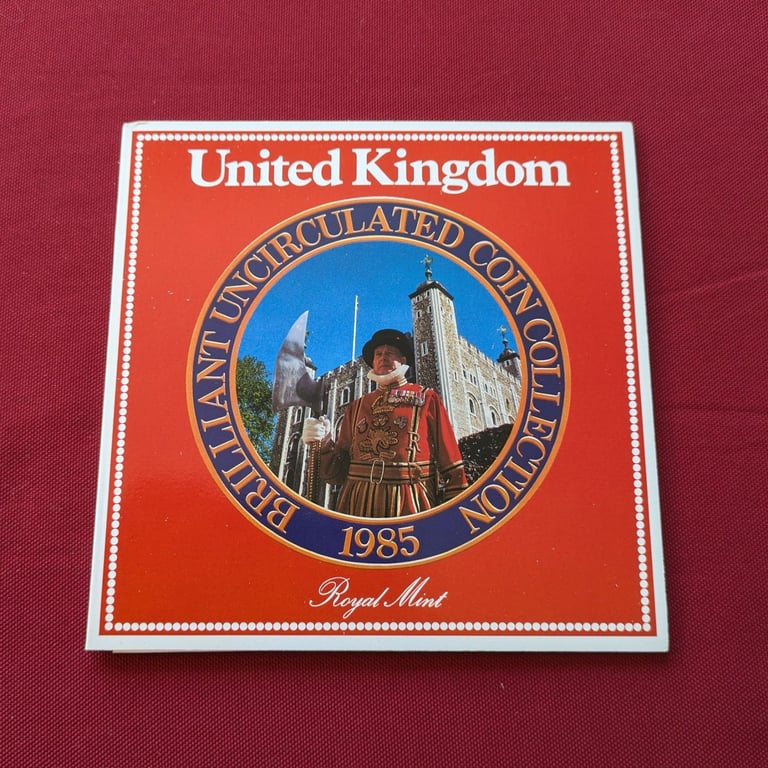 United Kingdom
BRILLIANT UNCIRCULATED COIN COLLECTION
1985
Royal Mint